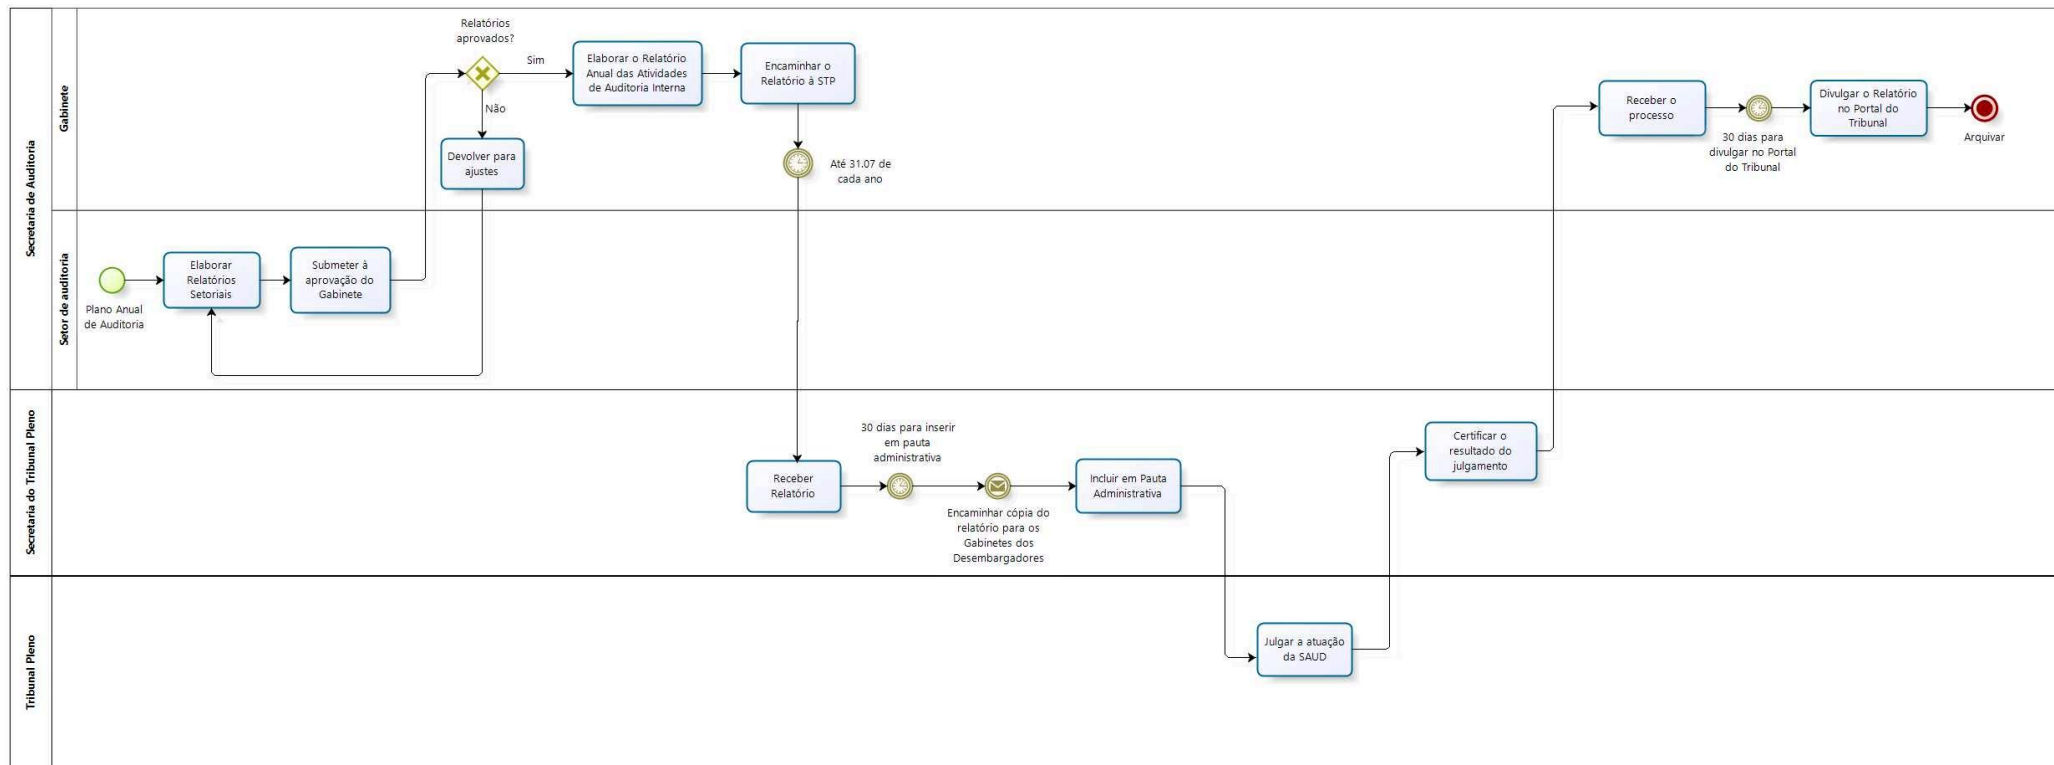 Secretaria de Auditoria
Gabinete
Relatórios
aprovados?
Sim
Não
Elaborar o Relatório
Anual das Atividades
de Auditoria Interna
Encaminhar o
Relatório à STP
Devolver para
ajustes
Até 31.07 de
cada ano
Receber o
processo
30 dias para
divulgar no Portal
do Tribunal
Divulgar o Relatório
no Portal do
Tribunal
Arquivar
Setor de auditoria
Plano Anual
de Auditoria
Elaborar
Relatórios
Setoriais
Submeter à
aprovação do
Gabinete
Secretaria do Tribunal Pleno
Receber
Relatório
30 dias para inserir
em pauta
administrativa
Encaminhar cópia do
relatório para os
Gabinetes dos
Desembargadores
Incluir em Pauta
Administrativa
Certificar o
resultado do
julgamento
Tribunal Pleno
Julgar a atuação
da SAUD